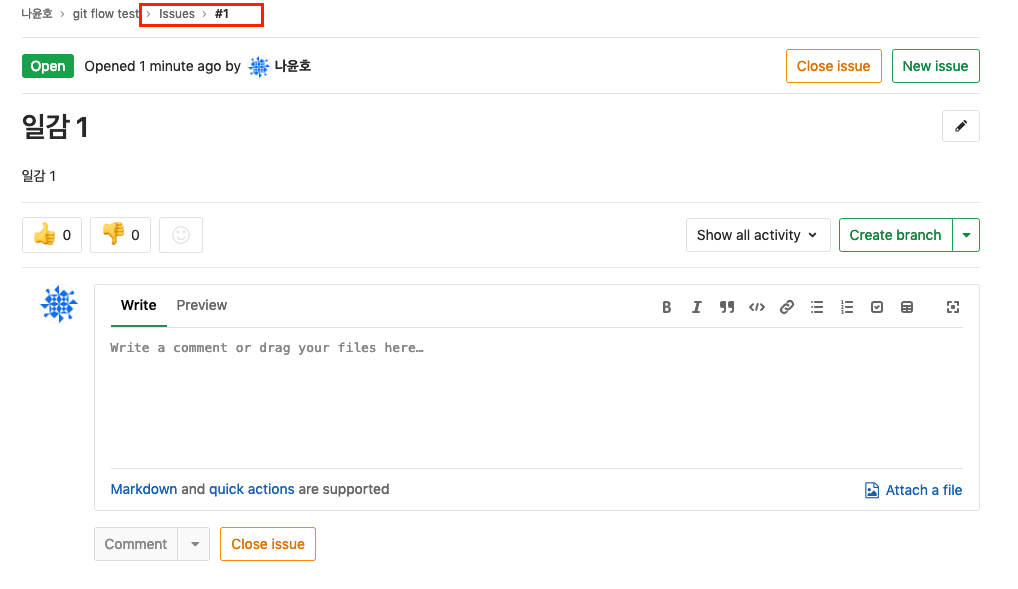 나윤호 › git flow test › Issues › #1
Open Opened 1 minute ago by 나윤호 Close issue New issue
일감 1
일감 1
0 0 Show all activity Create branch
Write Preview B I
Write a comment or drag your files here…
Markdown and quick actions are supported Attach a file
Comment Close issue